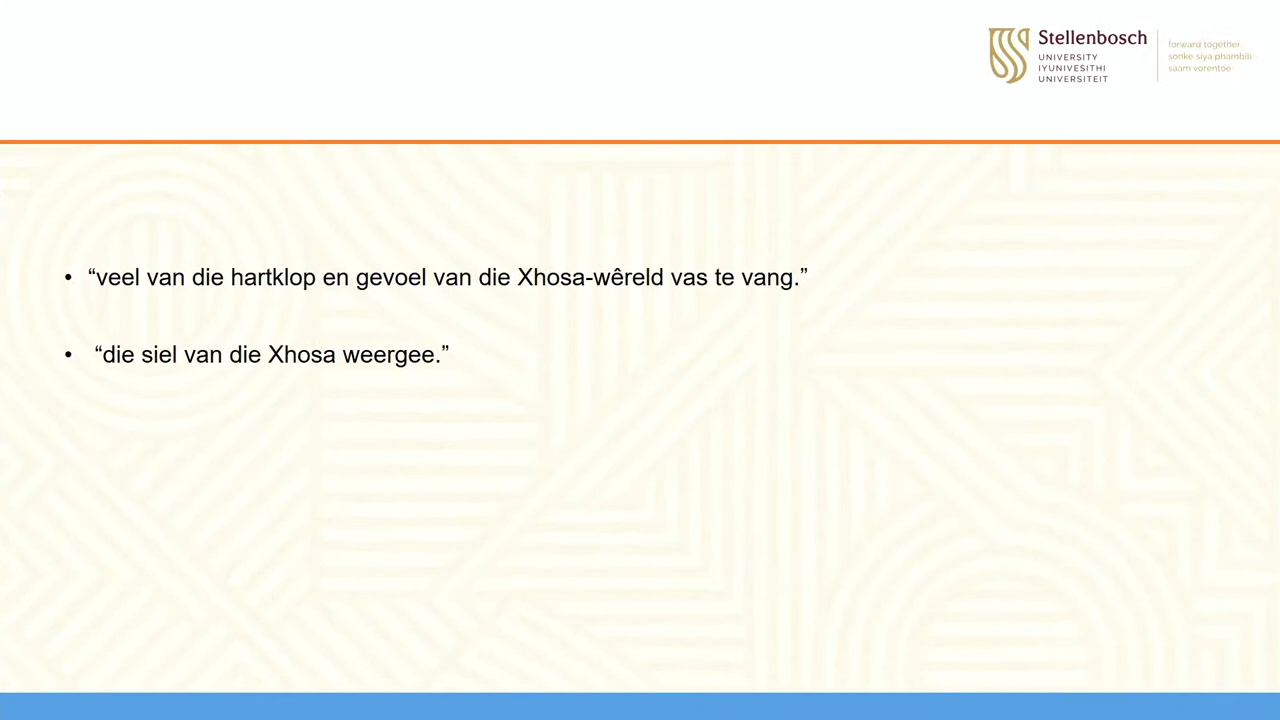 Stellenbosch
UNIVERSITY
IYUNIVESITHI
UNIVERSITEIT
forward together
sonke siya phambili
saam vorentoe
• “veel van die hartklop en gevoel van die Xhosa-wêreld vas te vang.”
• “die siel van die Xhosa weergee.”